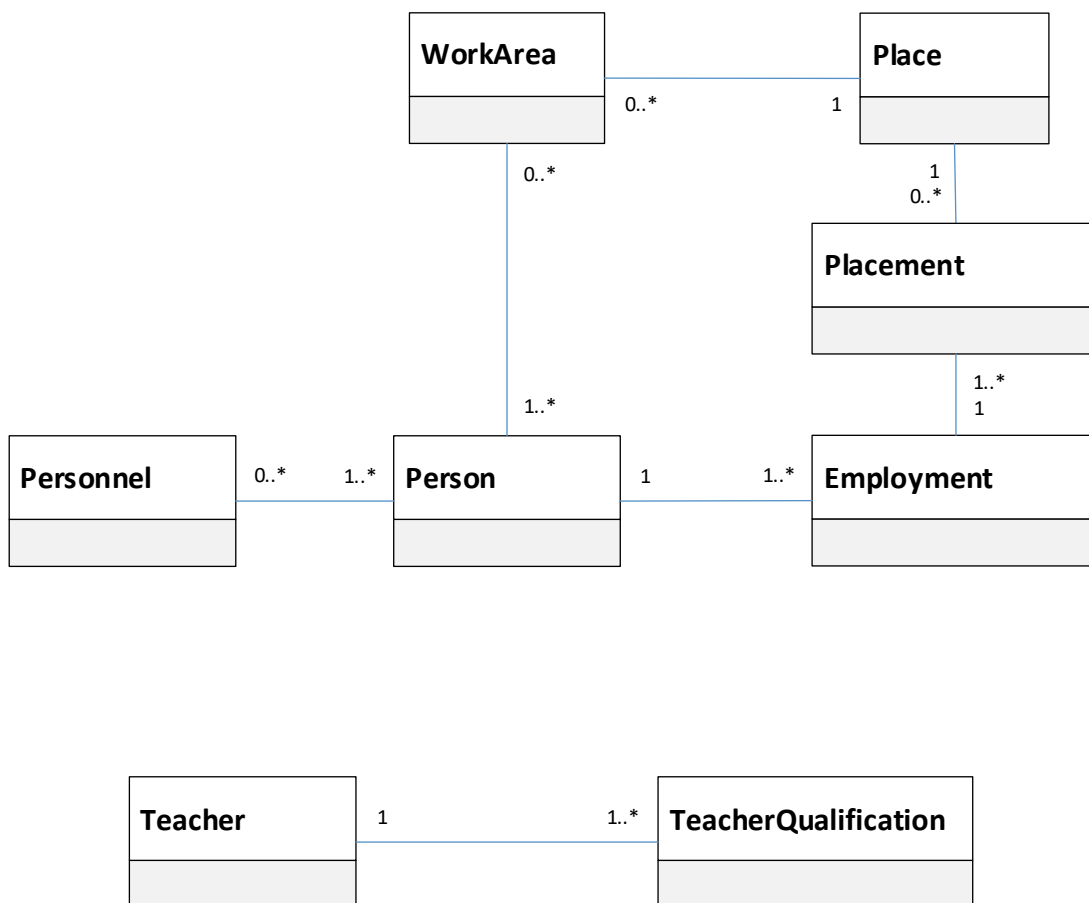 WorkArea
Place
0..*
1
0..*
1
0..*
Placement
1..*
1..*
1
Personnel
0..*
1..*
Person
1
1..*
Employment
Teacher
1
1..*
TeacherQualification